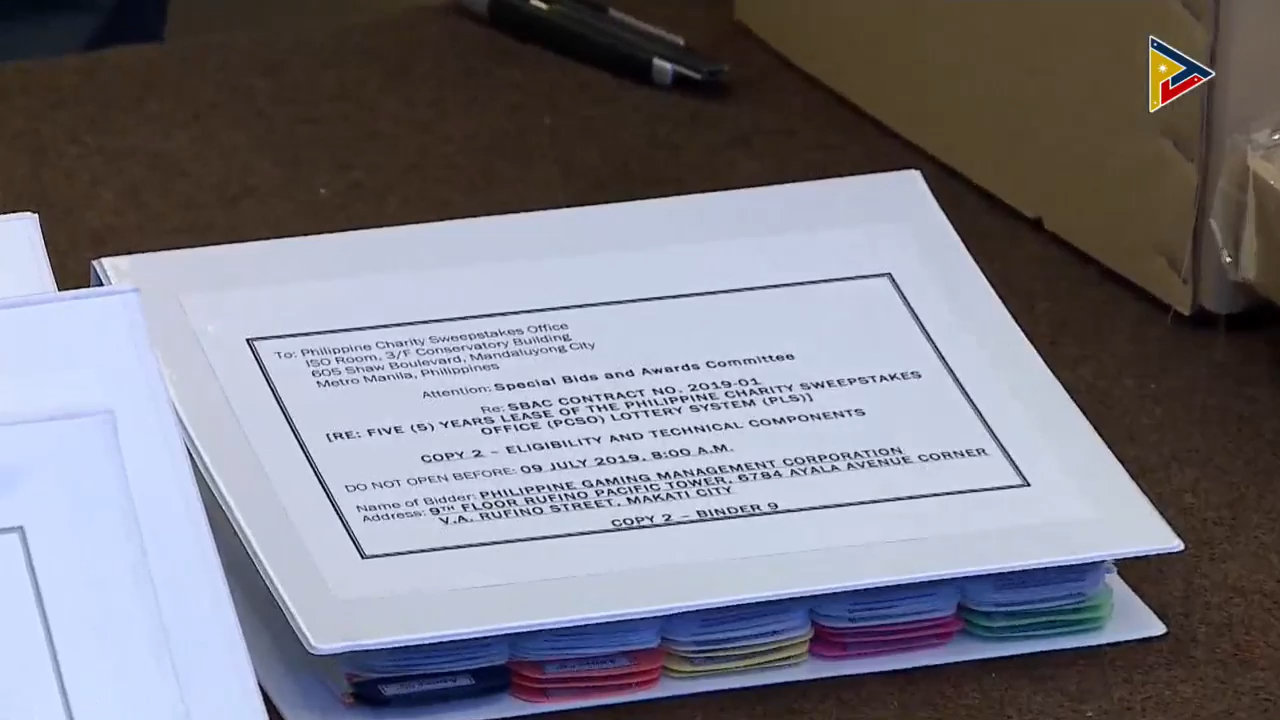 To: Philippine Charity Sweepstakes Office
ISO Room, 3/F Conservatory Building
605 Shaw Boulevard, Mandaluyong City
Metro Manila, Philippines
Attention: Special Bids and Awards Committee
Re: SBAC CONTRACT NO. 2019-01
[RE: FIVE (5) YEARS LEASE OF THE PHILIPPINE CHARITY SWEEPSTAKES
OFFICE (PCSO) LOTTERY SYSTEM (PLS)]
COPY 2 – ELIGIBILITY AND TECHNICAL COMPONENTS
DO NOT OPEN BEFORE: 09 JULY 2019, 8:00 A.M.
Name of Bidder: PHILIPPINE GAMING MANAGEMENT CORPORATION
Address: 9TH FLOOR RUFINO PACIFIC TOWER, 6784 AYALA AVENUE CORNER
V.A. RUFINO STREET, MAKATI CITY
COPY 2 – BINDER 9